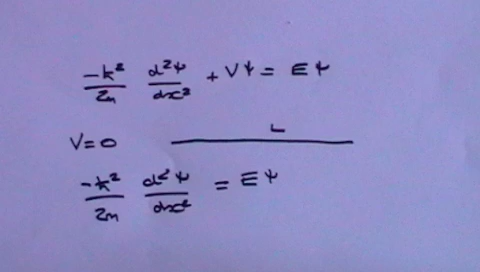 -ħ²/2m d²ψ/dx² + Vψ = Eψ
V=0 L
-ħ²/2m d²ψ/dx² = Eψ